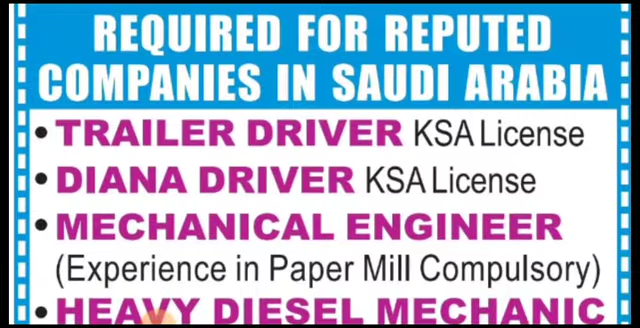 REQUIRED FOR REPUTED
COMPANIES IN SAUDI ARABIA
• TRAILER DRIVER KSA License
• DIANA DRIVER KSA License
• MECHANICAL ENGINEER
(Experience in Paper Mill Compulsory)
• HEAVY DIESEL MECHANIC